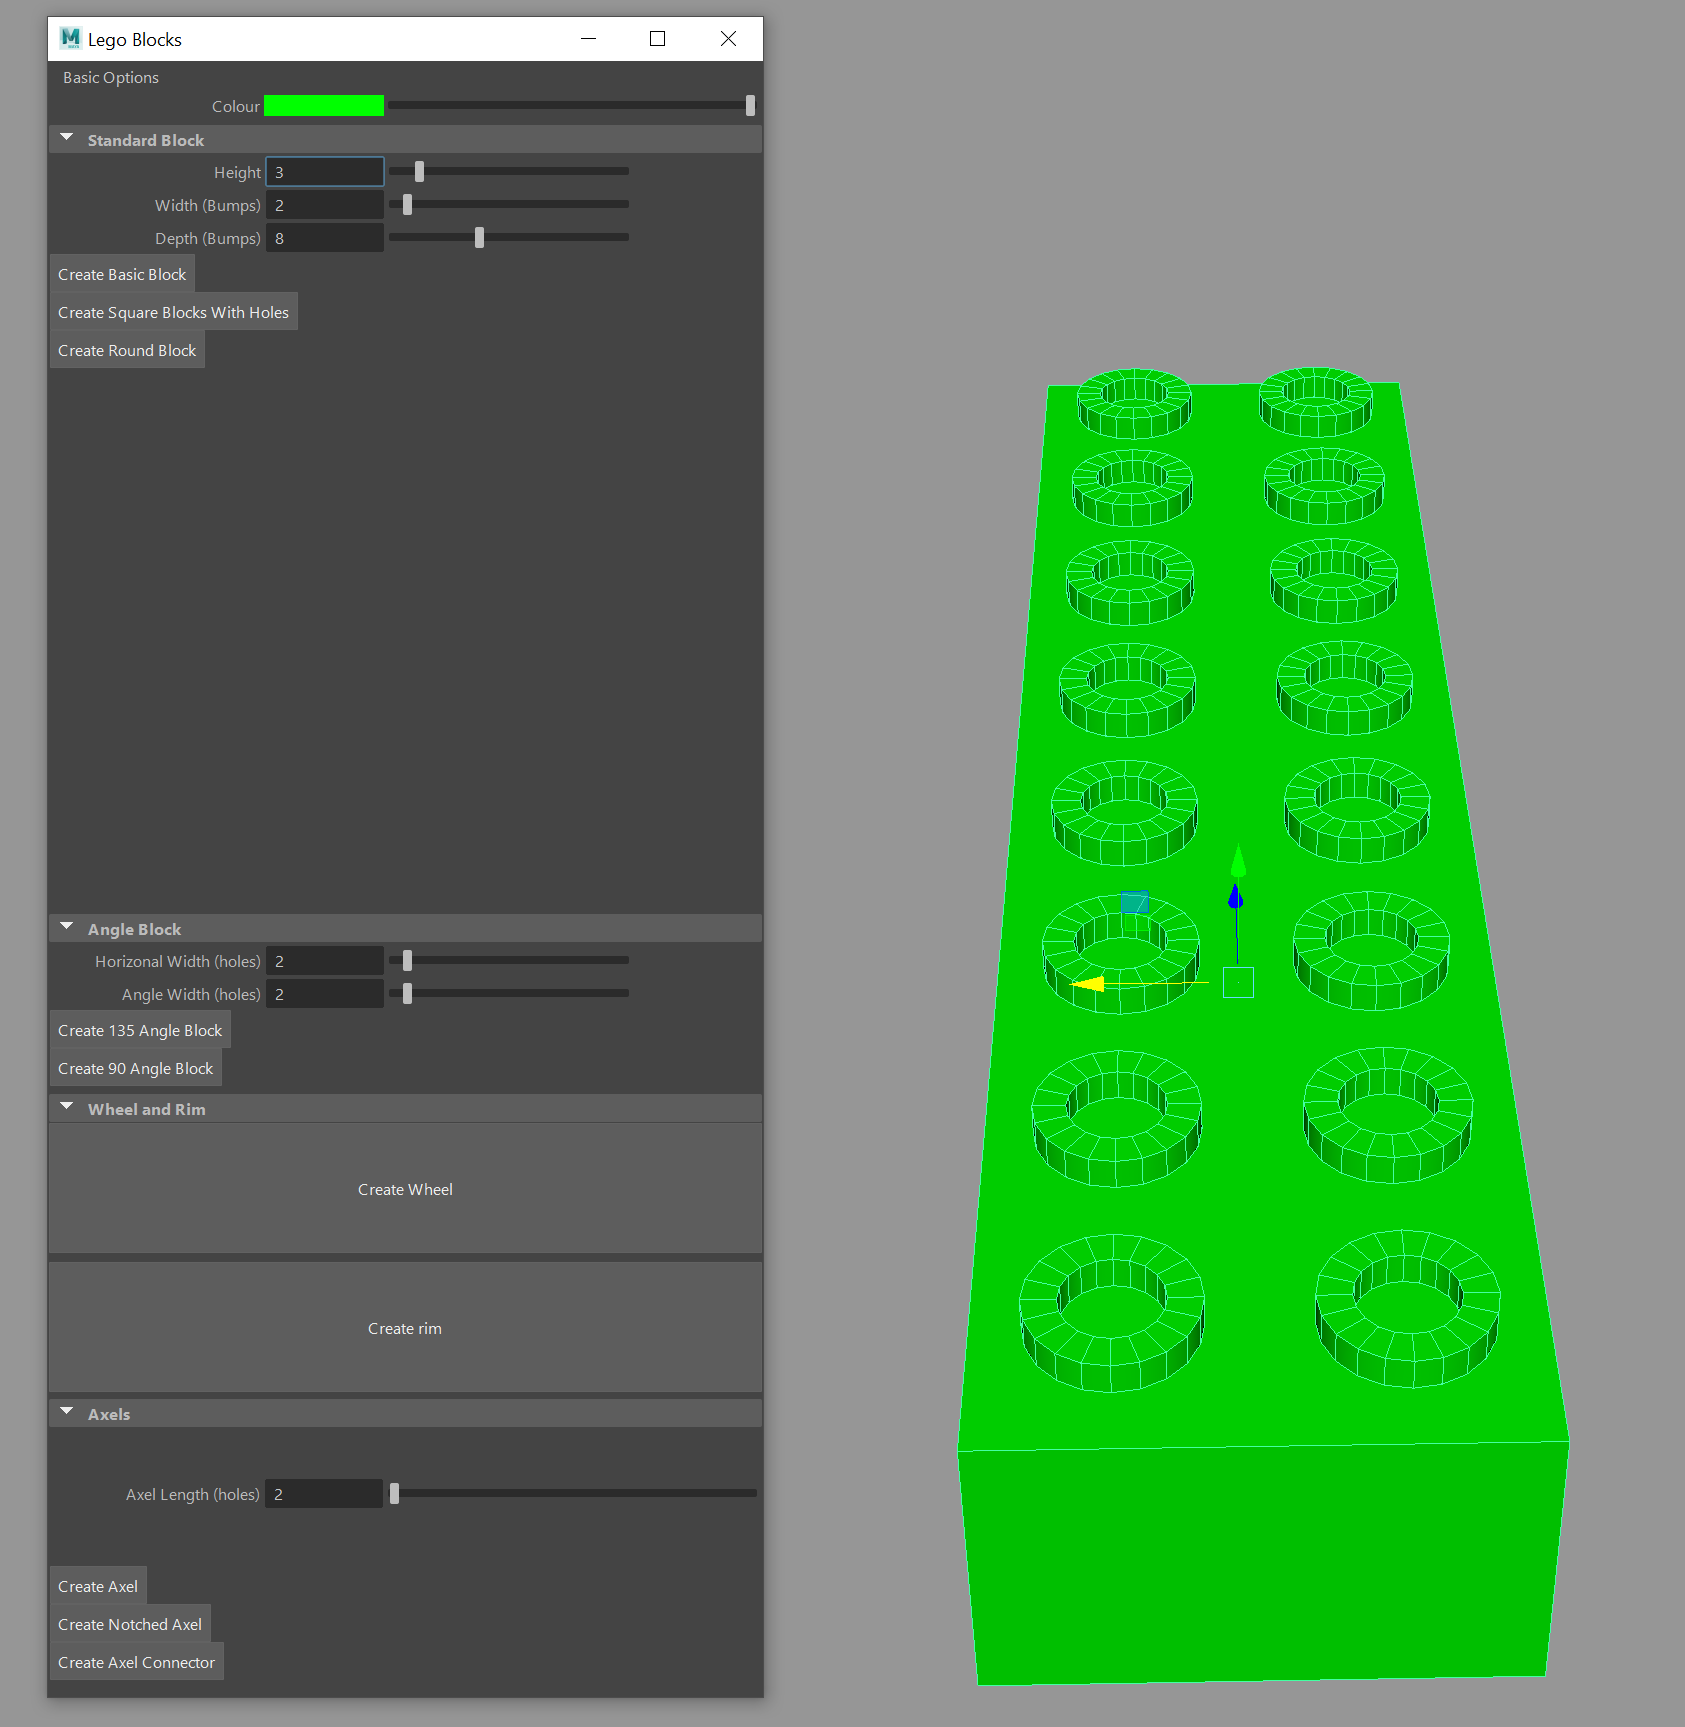 Lego Blocks
Basic Options
Colour
Standard Block
Height 3
Width (Bumps) 2
Depth (Bumps) 8
Create Basic Block
Create Square Blocks With Holes
Create Round Block
Angle Block
Horizonal Width (holes) 2
Angle Width (holes) 2
Create 135 Angle Block
Create 90 Angle Block
Wheel and Rim
Create Wheel
Create rim
Axels
Axel Length (holes) 2
Create Axel
Create Notched Axel
Create Axel Connector